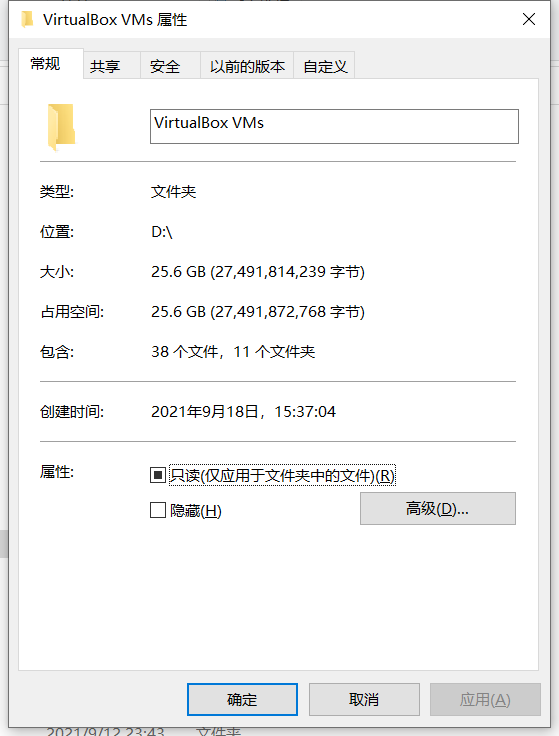 VirtualBox VMs 属性
常规 共享 安全 以前的版本 自定义
VirtualBox VMs
类型: 文件夹
位置: D:\
大小: 25.6 GB (27,491,814,239 字节)
占用空间: 25.6 GB (27,491,872,768 字节)
包含: 38 个文件，11 个文件夹
创建时间: 2021年9月18日，15:37:04
属性: 只读(仅应用于文件夹中的文件)(R)
隐藏(H) 高级(D)...
确定 取消 应用(A)
2021/9/12 23:43 文件夹